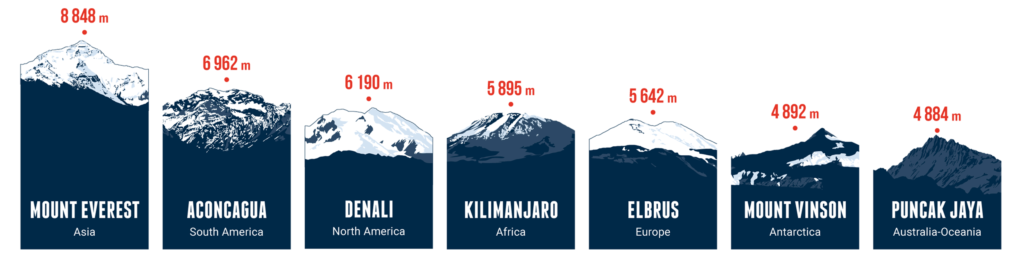 8 848 m
MOUNT EVEREST
Asia
6 962 m
ACONCAGUA
South America
6 190 m
DENALI
North America
5 895 m
KILIMANJARO
Africa
5 642 m
ELBRUS
Europe
4 892 m
MOUNT VINSON
Antarctica
4 884 m
PUNCAK JAYA
Australia-Oceania